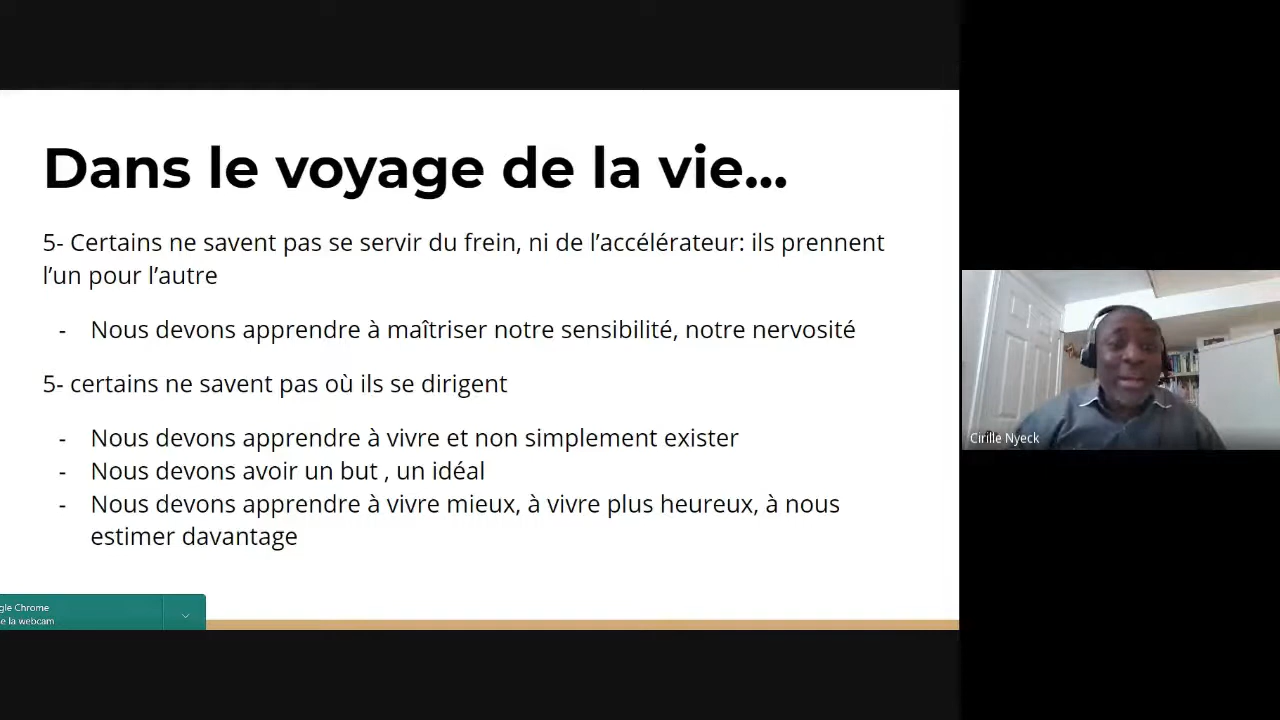 Dans le voyage de la vie...
5- Certains ne savent pas se servir du frein, ni de l'accélérateur: ils prennent
l'un pour l'autre
- Nous devons apprendre à maîtriser notre sensibilité, notre nervosité
5- certains ne savent pas où ils se dirigent
- Nous devons apprendre à vivre et non simplement exister
- Nous devons avoir un but , un idéal
- Nous devons apprendre à vivre mieux, à vivre plus heureux, à nous
estimer davantage
gle Chrome
e la webcam
Cirille Nyeck